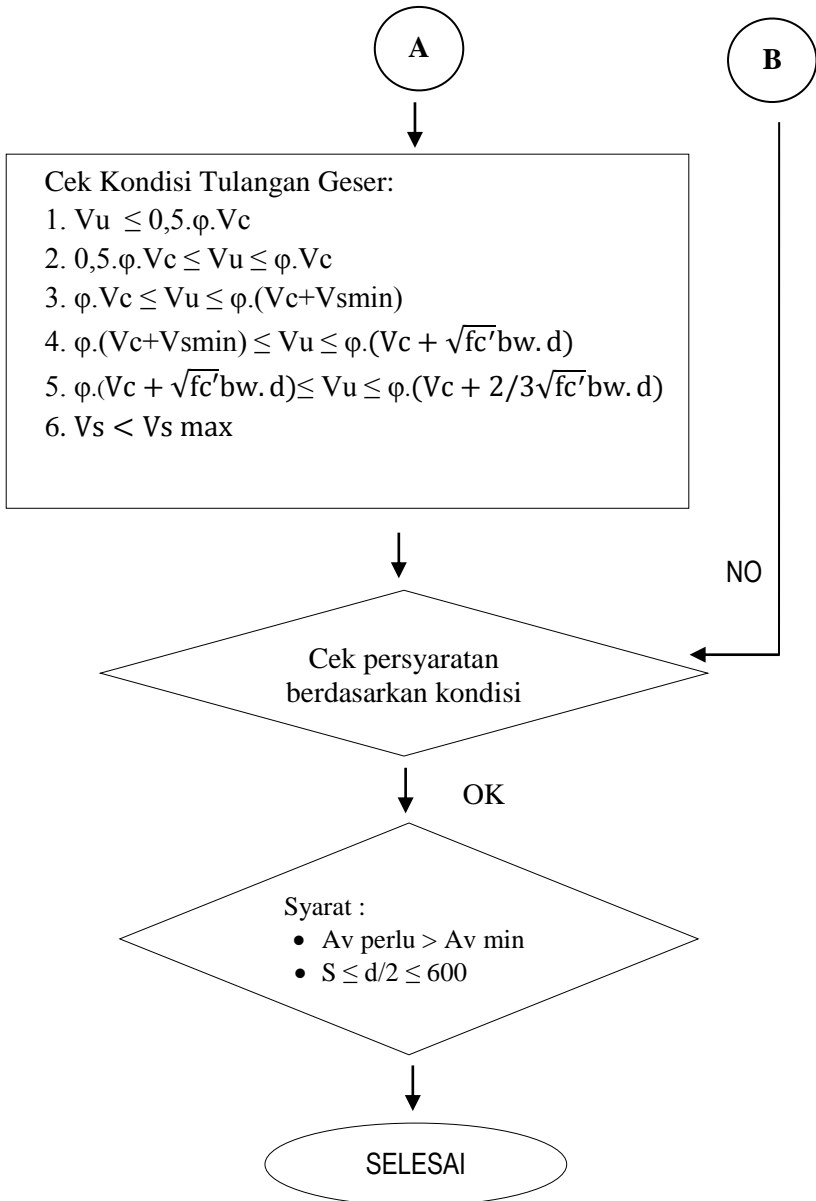 A
B
Cek Kondisi Tulangan Geser:
1. Vu ≤ 0,5.φ.Vc
2. 0,5.φ.Vc ≤ Vu ≤ φ.Vc
3. φ.Vc ≤ Vu ≤ φ.(Vc+Vsmin)
4. φ.(Vc+Vsmin) ≤ Vu ≤ φ.(Vc + √fc′bw. d)
5. φ.(Vc + √fc′bw. d)≤ Vu ≤ φ.(Vc + 2/3√fc′bw. d)
6. Vs < Vs max
NO
Cek persyaratan
berdasarkan kondisi
OK
Syarat :
• Av perlu > Av min
• S ≤ d/2 ≤ 600
SELESAI